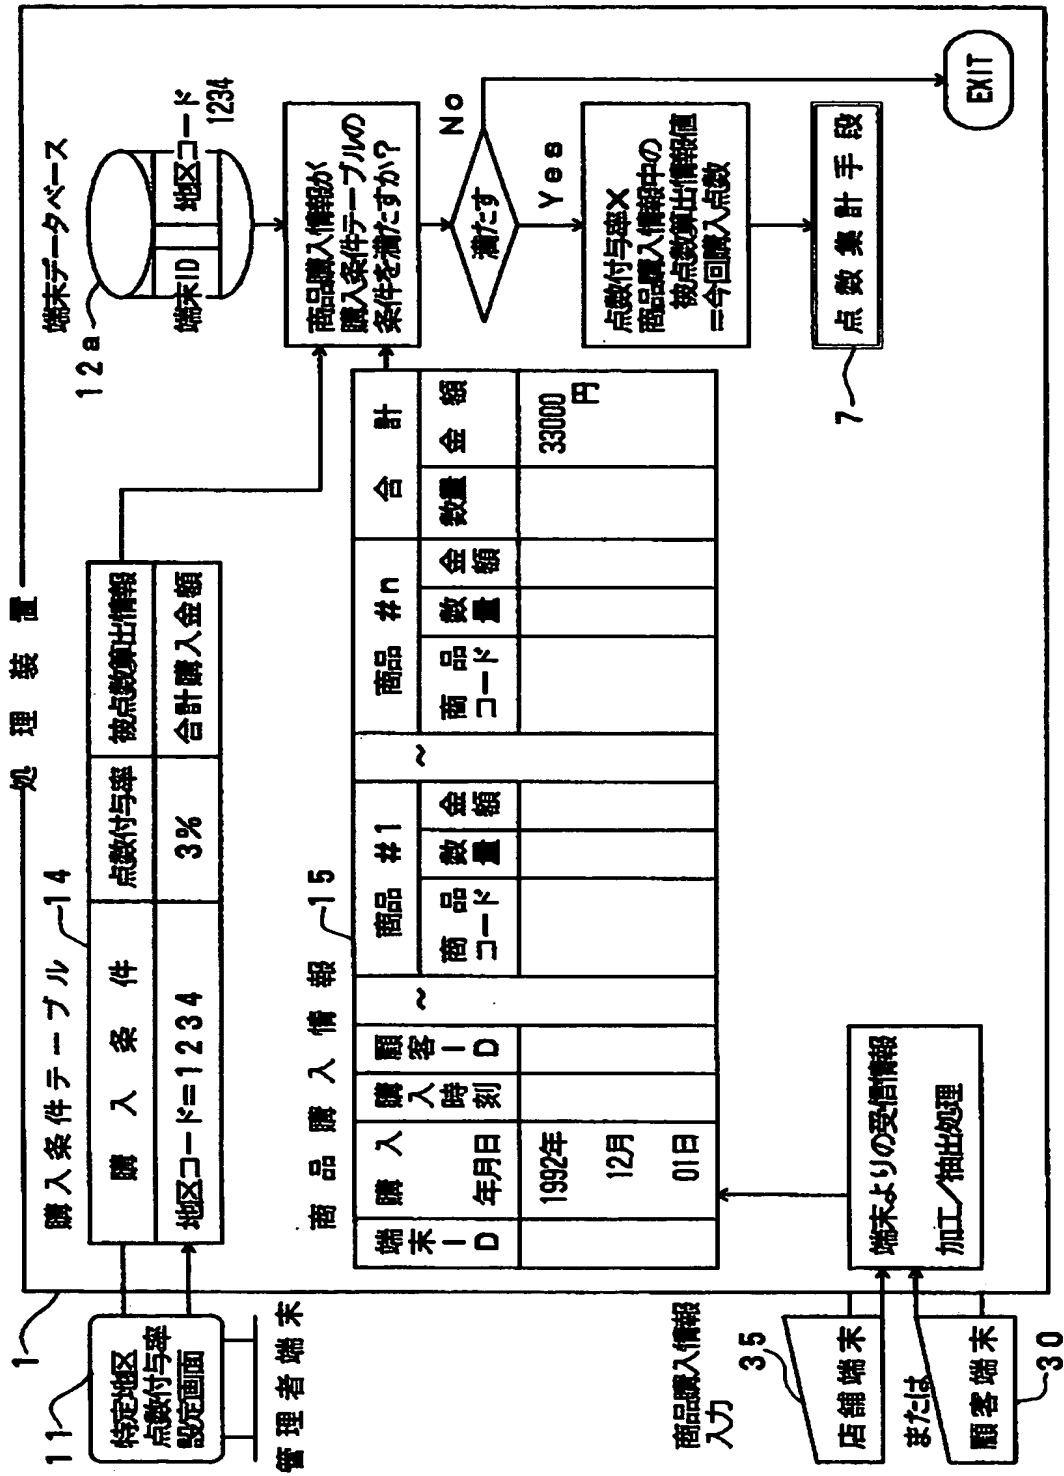 処理装置
1
11
特定地区
点数付与率
設定画面
管理者端末
購入条件テーブル
14
購入条件
点数付与率
被点数算出情報
地区コード=1234
3%
合計購入金額
端末データベース
12a
端末ID
地区コード
1234
商品購入情報
15
端末ID
購入
年月日
購入時刻
顧客ID
～
商品 #1
商品
コード
数量
金額
～
商品 #n
商品
コード
数量
金額
合計
数量
金額
1992年
12月
01日
33000
円
商品購入情報が
購入条件テーブルの
条件を満たすか?
満たす
No
Yes
点数付与率×
商品購入情報中の
被点数算出情報値
=今回購入点数
点数集計手段
7
EXIT
商品購入情報
入力
35
店舗端末
または
顧客端末
30
端末よりの受信情報
加工/抽出処理